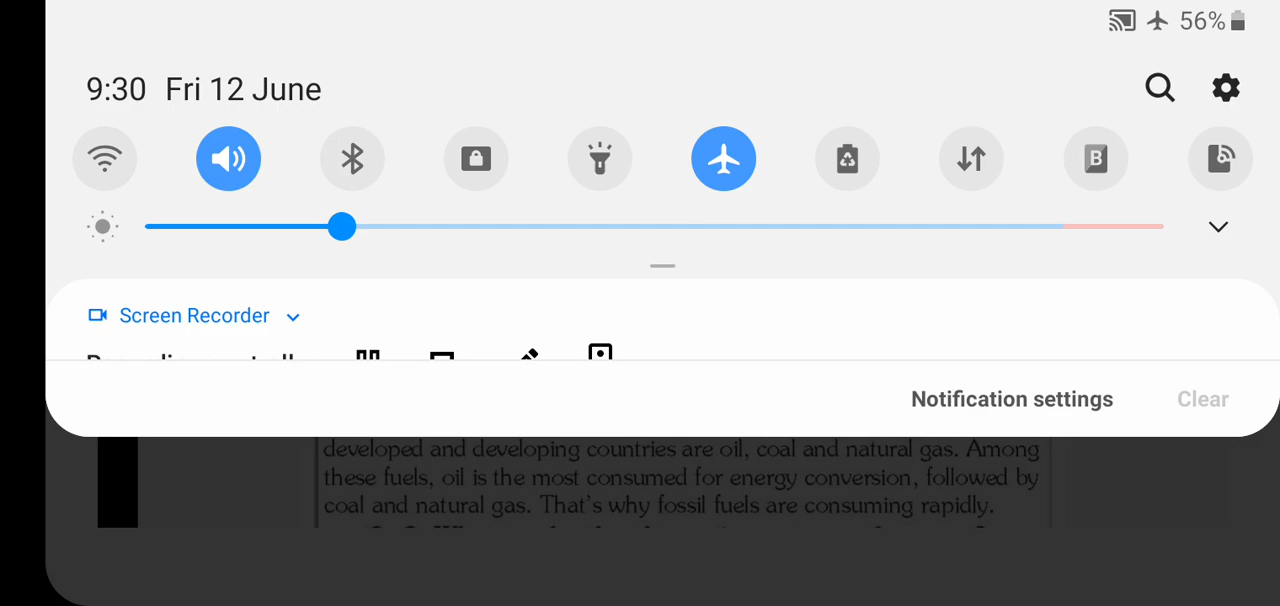 56%
9:30 Fri 12 June
B
Screen Recorder
Notification settings
Clear
developed and developing countries are oil, coal and natural gas. Among
these fuels, oil is the most consumed for energy conversion, followed by
coal and natural gas. That's why fossil fuels are consuming rapidly.